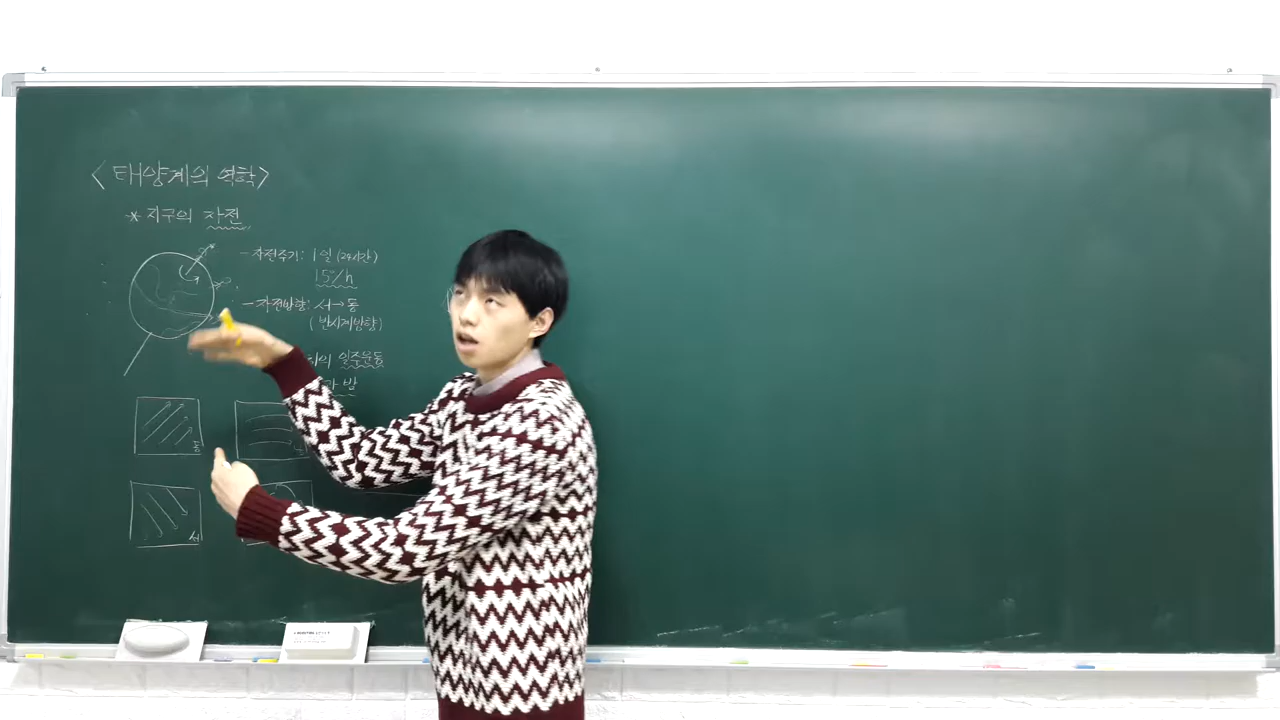 <태양계의 역학>
* 지구의 자전
- 자전주기: 1일 (24시간)
15°/h
- 자전방향: 서→동
(반시계방향)
의 일주운동
밤
동
서